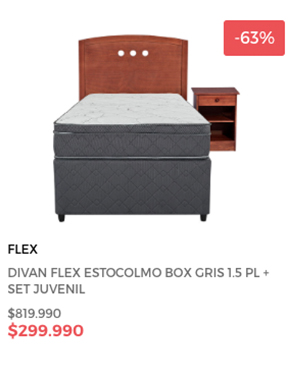 -63%
FLEX
DIVAN FLEX ESTOCOLMO BOX GRIS 1.5 PL +
SET JUVENIL
$819.990
$299.990